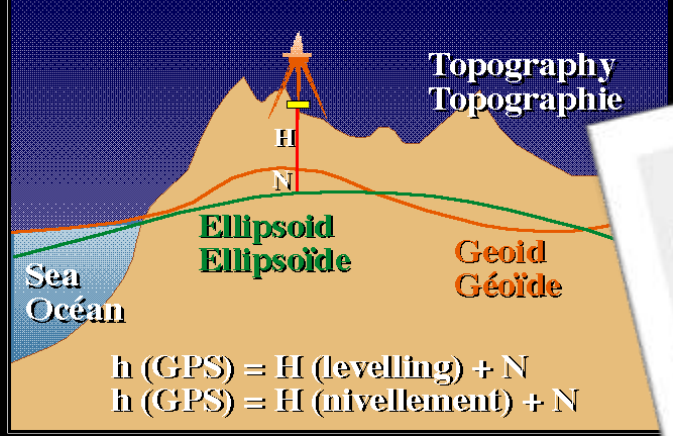 Topography
Topographie
H
N
Ellipsoid
Ellipsoïde
Geoid
Géoïde
Sea
Océan
h (GPS) = H (levelling) + N
h (GPS) = H (nivellement) + N